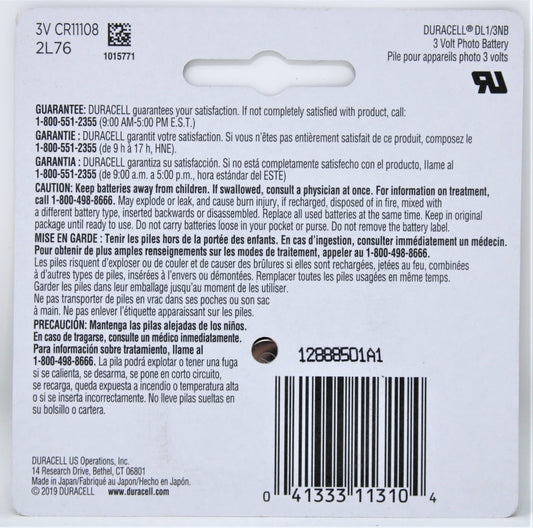 3V CR11108
2L76
1015771
DURACELL® DL1/3NB
3 Volt Photo Battery
Pile pour appareils photo 3 volts
GUARANTEE: DURACELL guarantees your satisfaction. If not completely satisfied with product, call:
1-800-551-2355 (9:00 AM-5:00 PM E.S.T.)
GARANTIE : DURACELL garantit votre satisfaction. Si vous n'êtes pas entièrement satisfait de ce produit, composez le
1-800-551-2355 (de 9 h à 17 h, HNE).
GARANTIA : DURACELL garantiza su satisfacción. Si no está completamente satisfecho con el producto, llame al
1-800-551-2355 (de 9:00 a.m. a 5:00 p.m., hora estándar del ESTE)
CAUTION: Keep batteries away from children. If swallowed, consult a physician at once. For information on treatment,
call 1-800-498-8666. May explode or leak, and cause burn injury, if recharged, disposed of in fire, mixed with
a different battery type, inserted backwards or disassembled. Replace all used batteries at the same time. Keep in original
package until ready to use. Do not carry batteries loose in your pocket or purse. Do not remove the battery label.
MISE EN GARDE : Tenir les piles hors de la portée des enfants. En cas d'ingestion, consulter immédiatement un médecin.
Pour obtenir de plus amples renseignements sur les modes de traitement, appeler au 1-800-498-8666.
Les piles risquent d'exploser ou de couler et de causer des brûlures si elles sont rechargées, jetées au feu, combinées
à d'autres types de piles, insérées à l'envers ou démontées. Remplacer toutes les piles usagées en même temps.
Garder les piles dans leur emballage jusqu'au moment de les utiliser.
Ne pas transporter de piles en vrac dans ses poches ou son sac
à main. Ne pas enlever l'étiquette apparaissant sur les piles.
PRECAUCIÓN: Mantenga las pilas alejadas de los niños.
En caso de tragarse, consulte un médico inmediatamente.
Para información sobre tratamiento, llame al
1-800-498-8666. La pila podrá explotar o tener una fuga
si se calienta, se desarma, se pone en corto circuito,
se recarga, queda expuesta a incendio o temperatura alta
o si se inserta incorrectamente. No lleve pilas sueltas en
su bolsillo o cartera.
128885D1A1
DURACELL US Operations, Inc.
14 Research Drive, Bethel, CT 06801
Made in Japan/Fabriqué au Japon/Hecho en Japón.
© 2019 DURACELL www.duracell.com
0 41333 11310 4